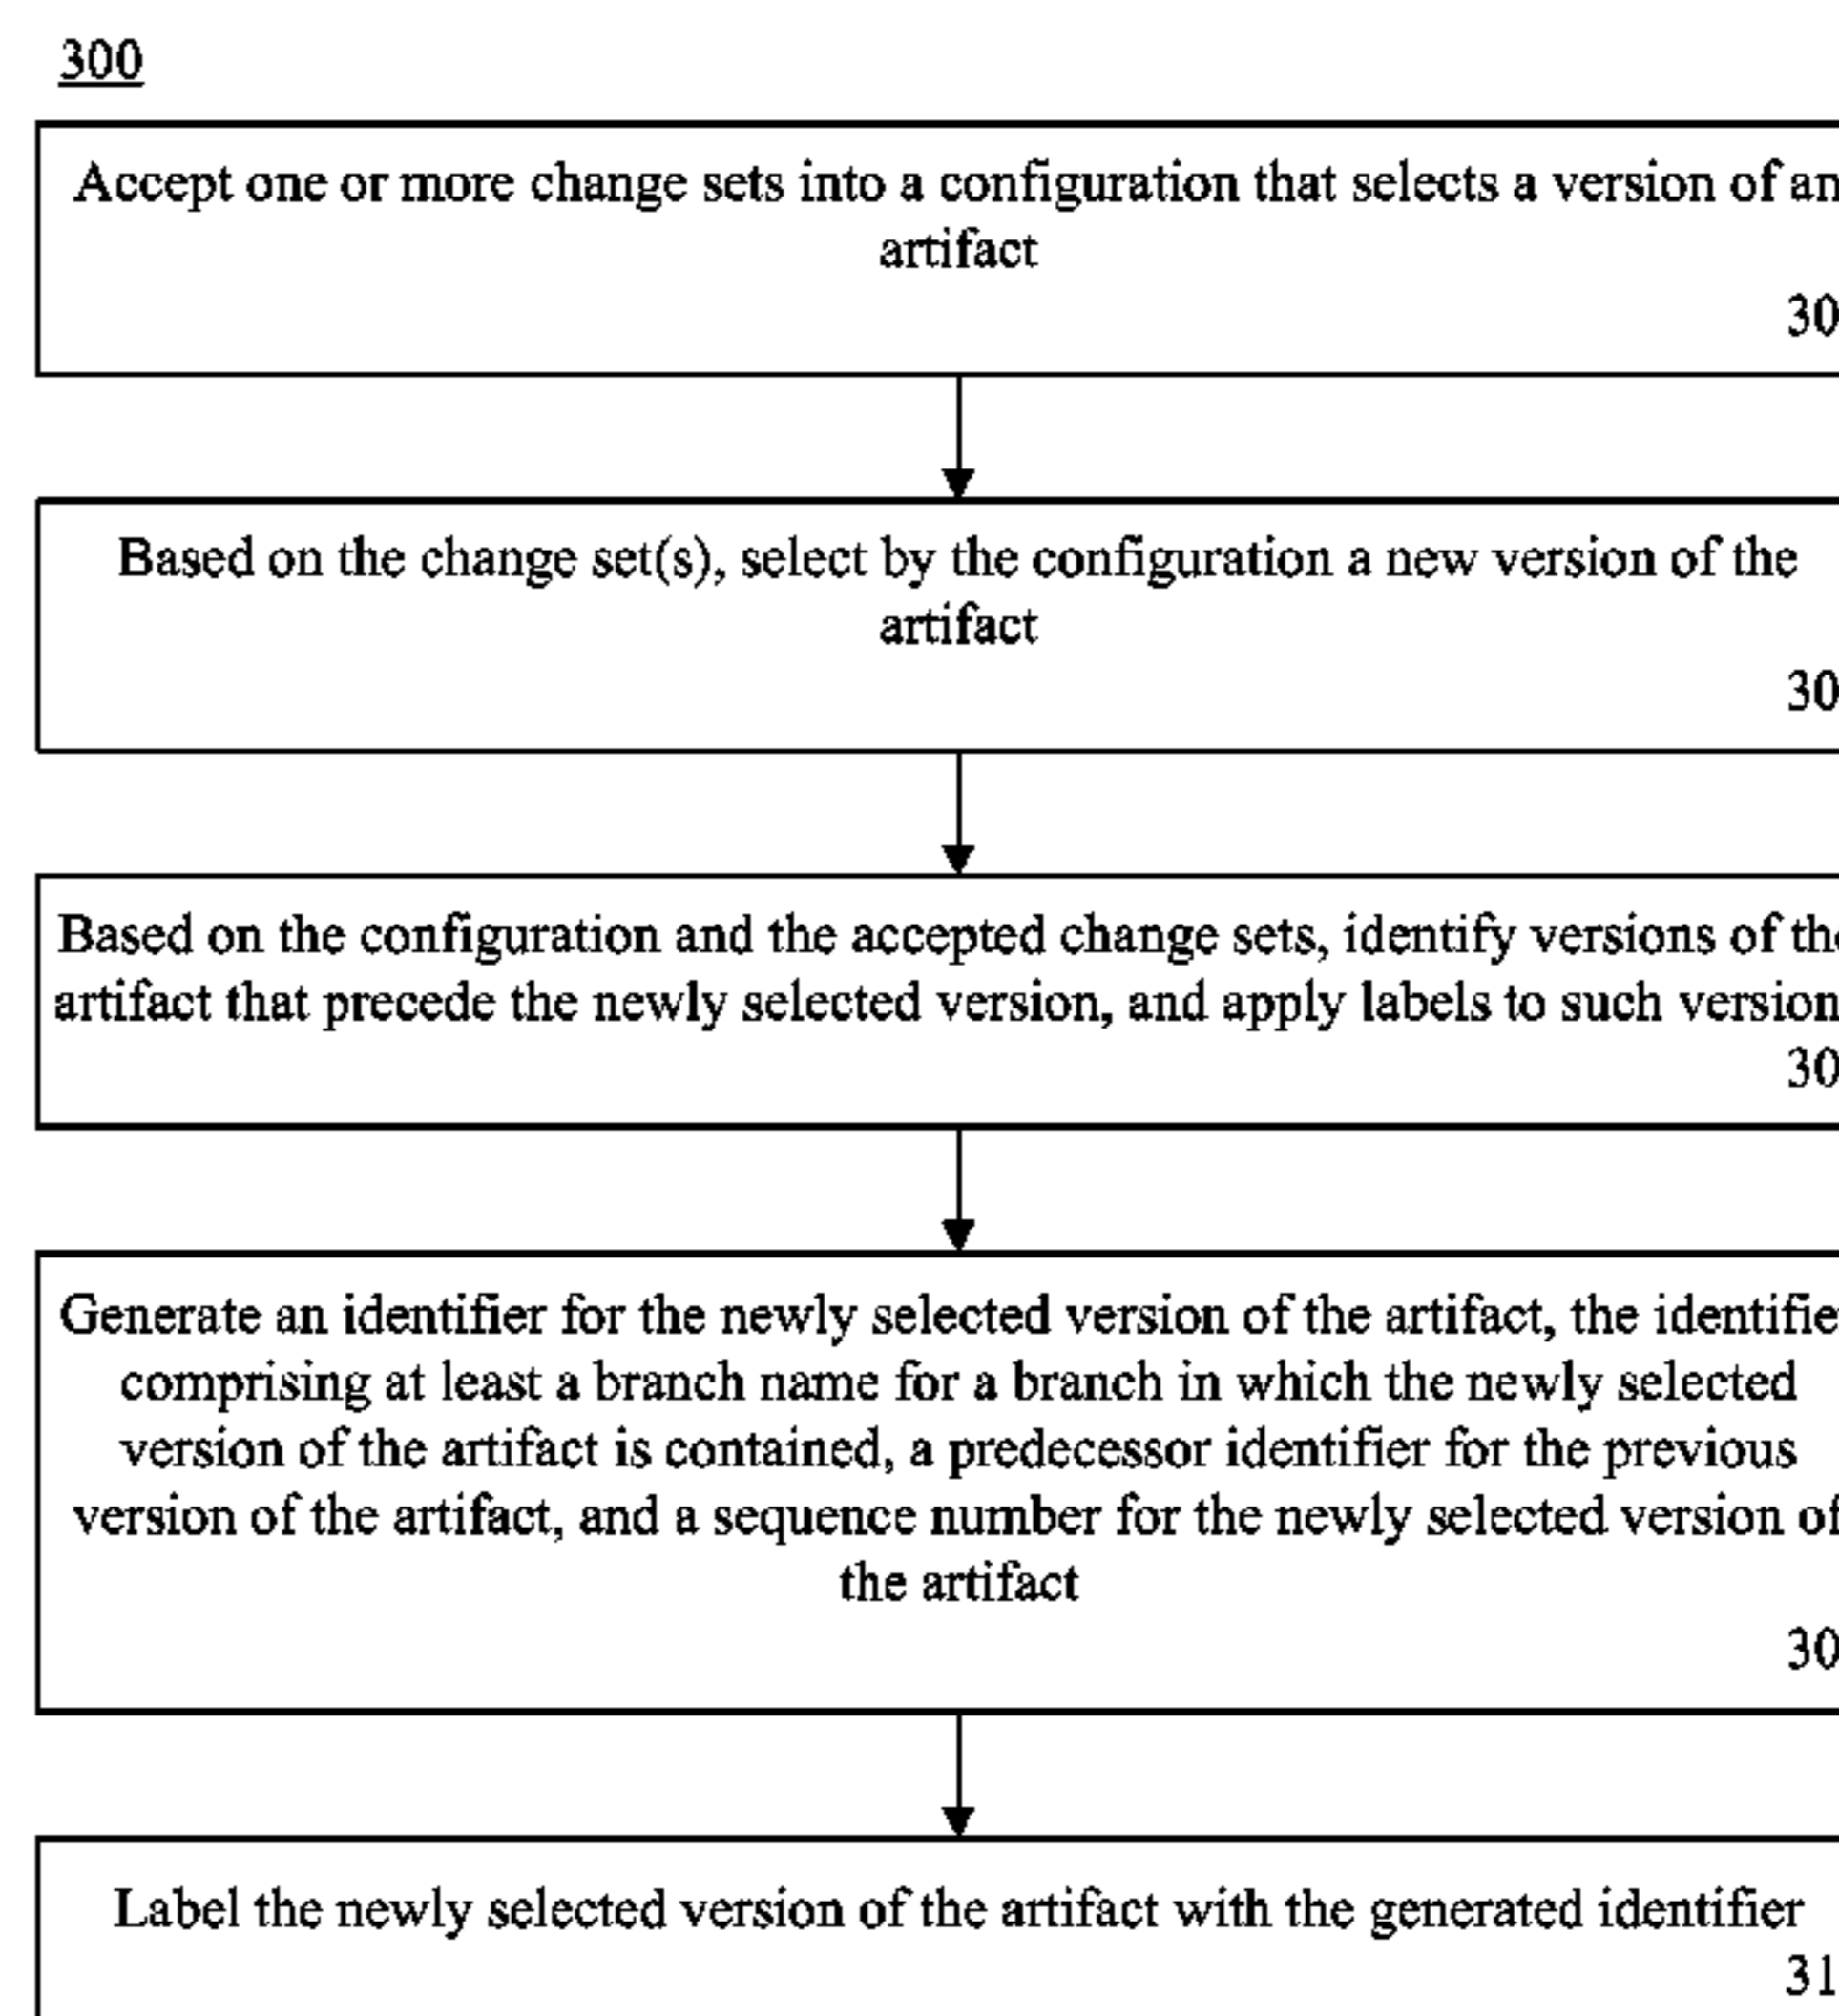 300
Accept one or more change sets into a configuration that selects a version of an
artifact
30
Based on the change set(s), select by the configuration a new version of the
artifact
30
Based on the configuration and the accepted change sets, identify versions of the
artifact that precede the newly selected version, and apply labels to such version
30
Generate an identifier for the newly selected version of the artifact, the identifie
comprising at least a branch name for a branch in which the newly selected
version of the artifact is contained, a predecessor identifier for the previous
version of the artifact, and a sequence number for the newly selected version of
the artifact
30
Label the newly selected version of the artifact with the generated identifier
31